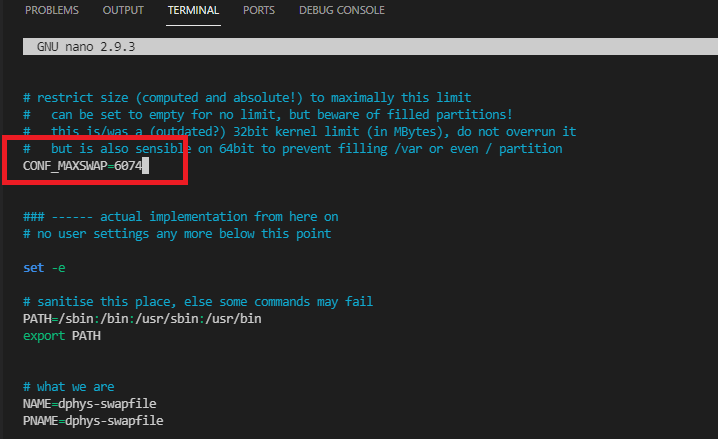 PROBLEMS OUTPUT TERMINAL PORTS DEBUG CONSOLE
GNU nano 2.9.3
# restrict size (computed and absolute!) to maximally this limit
#   can be set to empty for no limit, but beware of filled partitions!
#   this is/was a (outdated?) 32bit kernel limit (in MBytes), do not overrun it
#   but is also sensible on 64bit to prevent filling /var or even / partition
CONF_MAXSWAP=6074
### ------ actual implementation from here on
# no user settings any more below this point
set -e
# sanitise this place, else some commands may fail
PATH=/sbin:/bin:/usr/sbin:/usr/bin
export PATH
# what we are
NAME=dphys-swapfile
PNAME=dphys-swapfile